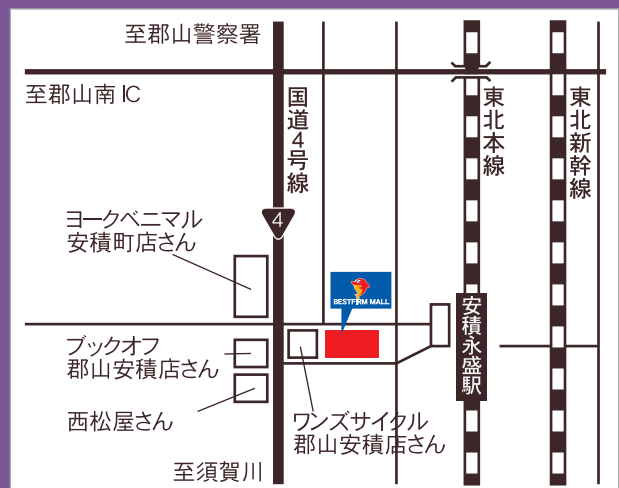 至郡山警察署
至郡山南IC
国道4号線
東北本線
東北新幹線
4
ヨークベニマル
安積町店さん
BESTFIRM MALL
安積永盛駅
ブックオフ
郡山安積店さん
西松屋さん
ワンズサイクル
郡山安積店さん
至須賀川